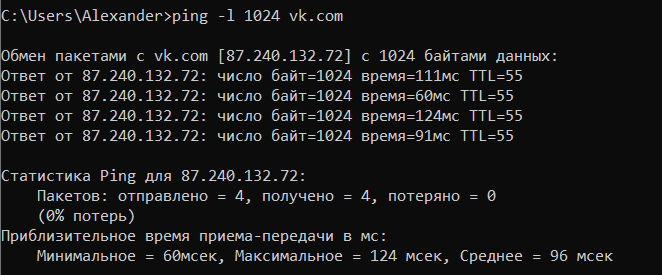 C:\Users\Alexander>ping -l 1024 vk.com
Обмен пакетами с vk.com [87.240.132.72] с 1024 байтами данных:
Ответ от 87.240.132.72: число байт=1024 время=111мс TTL=55
Ответ от 87.240.132.72: число байт=1024 время=60мс TTL=55
Ответ от 87.240.132.72: число байт=1024 время=124мс TTL=55
Ответ от 87.240.132.72: число байт=1024 время=91мс TTL=55
Статистика Ping для 87.240.132.72:
Пакетов: отправлено = 4, получено = 4, потеряно = 0
(0% потерь)
Приблизительное время приема-передачи в мс:
Минимальное = 60мсек, Максимальное = 124 мсек, Среднее = 96 мсек